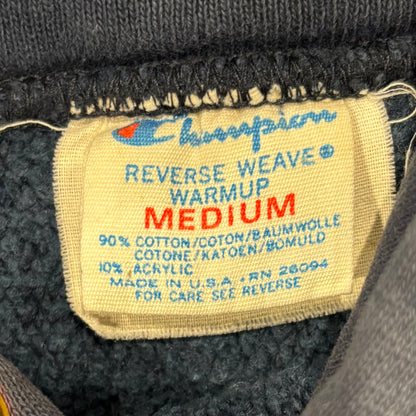 Champion
REVERSE WEAVE®
WARMUP
MEDIUM
90% COTTON/COTON/BAUMWOLLE
COTONE/KATOEN/BOMULD
10% ACRYLIC
MADE IN U.S.A. · RN 26094
FOR CARE SEE REVERSE